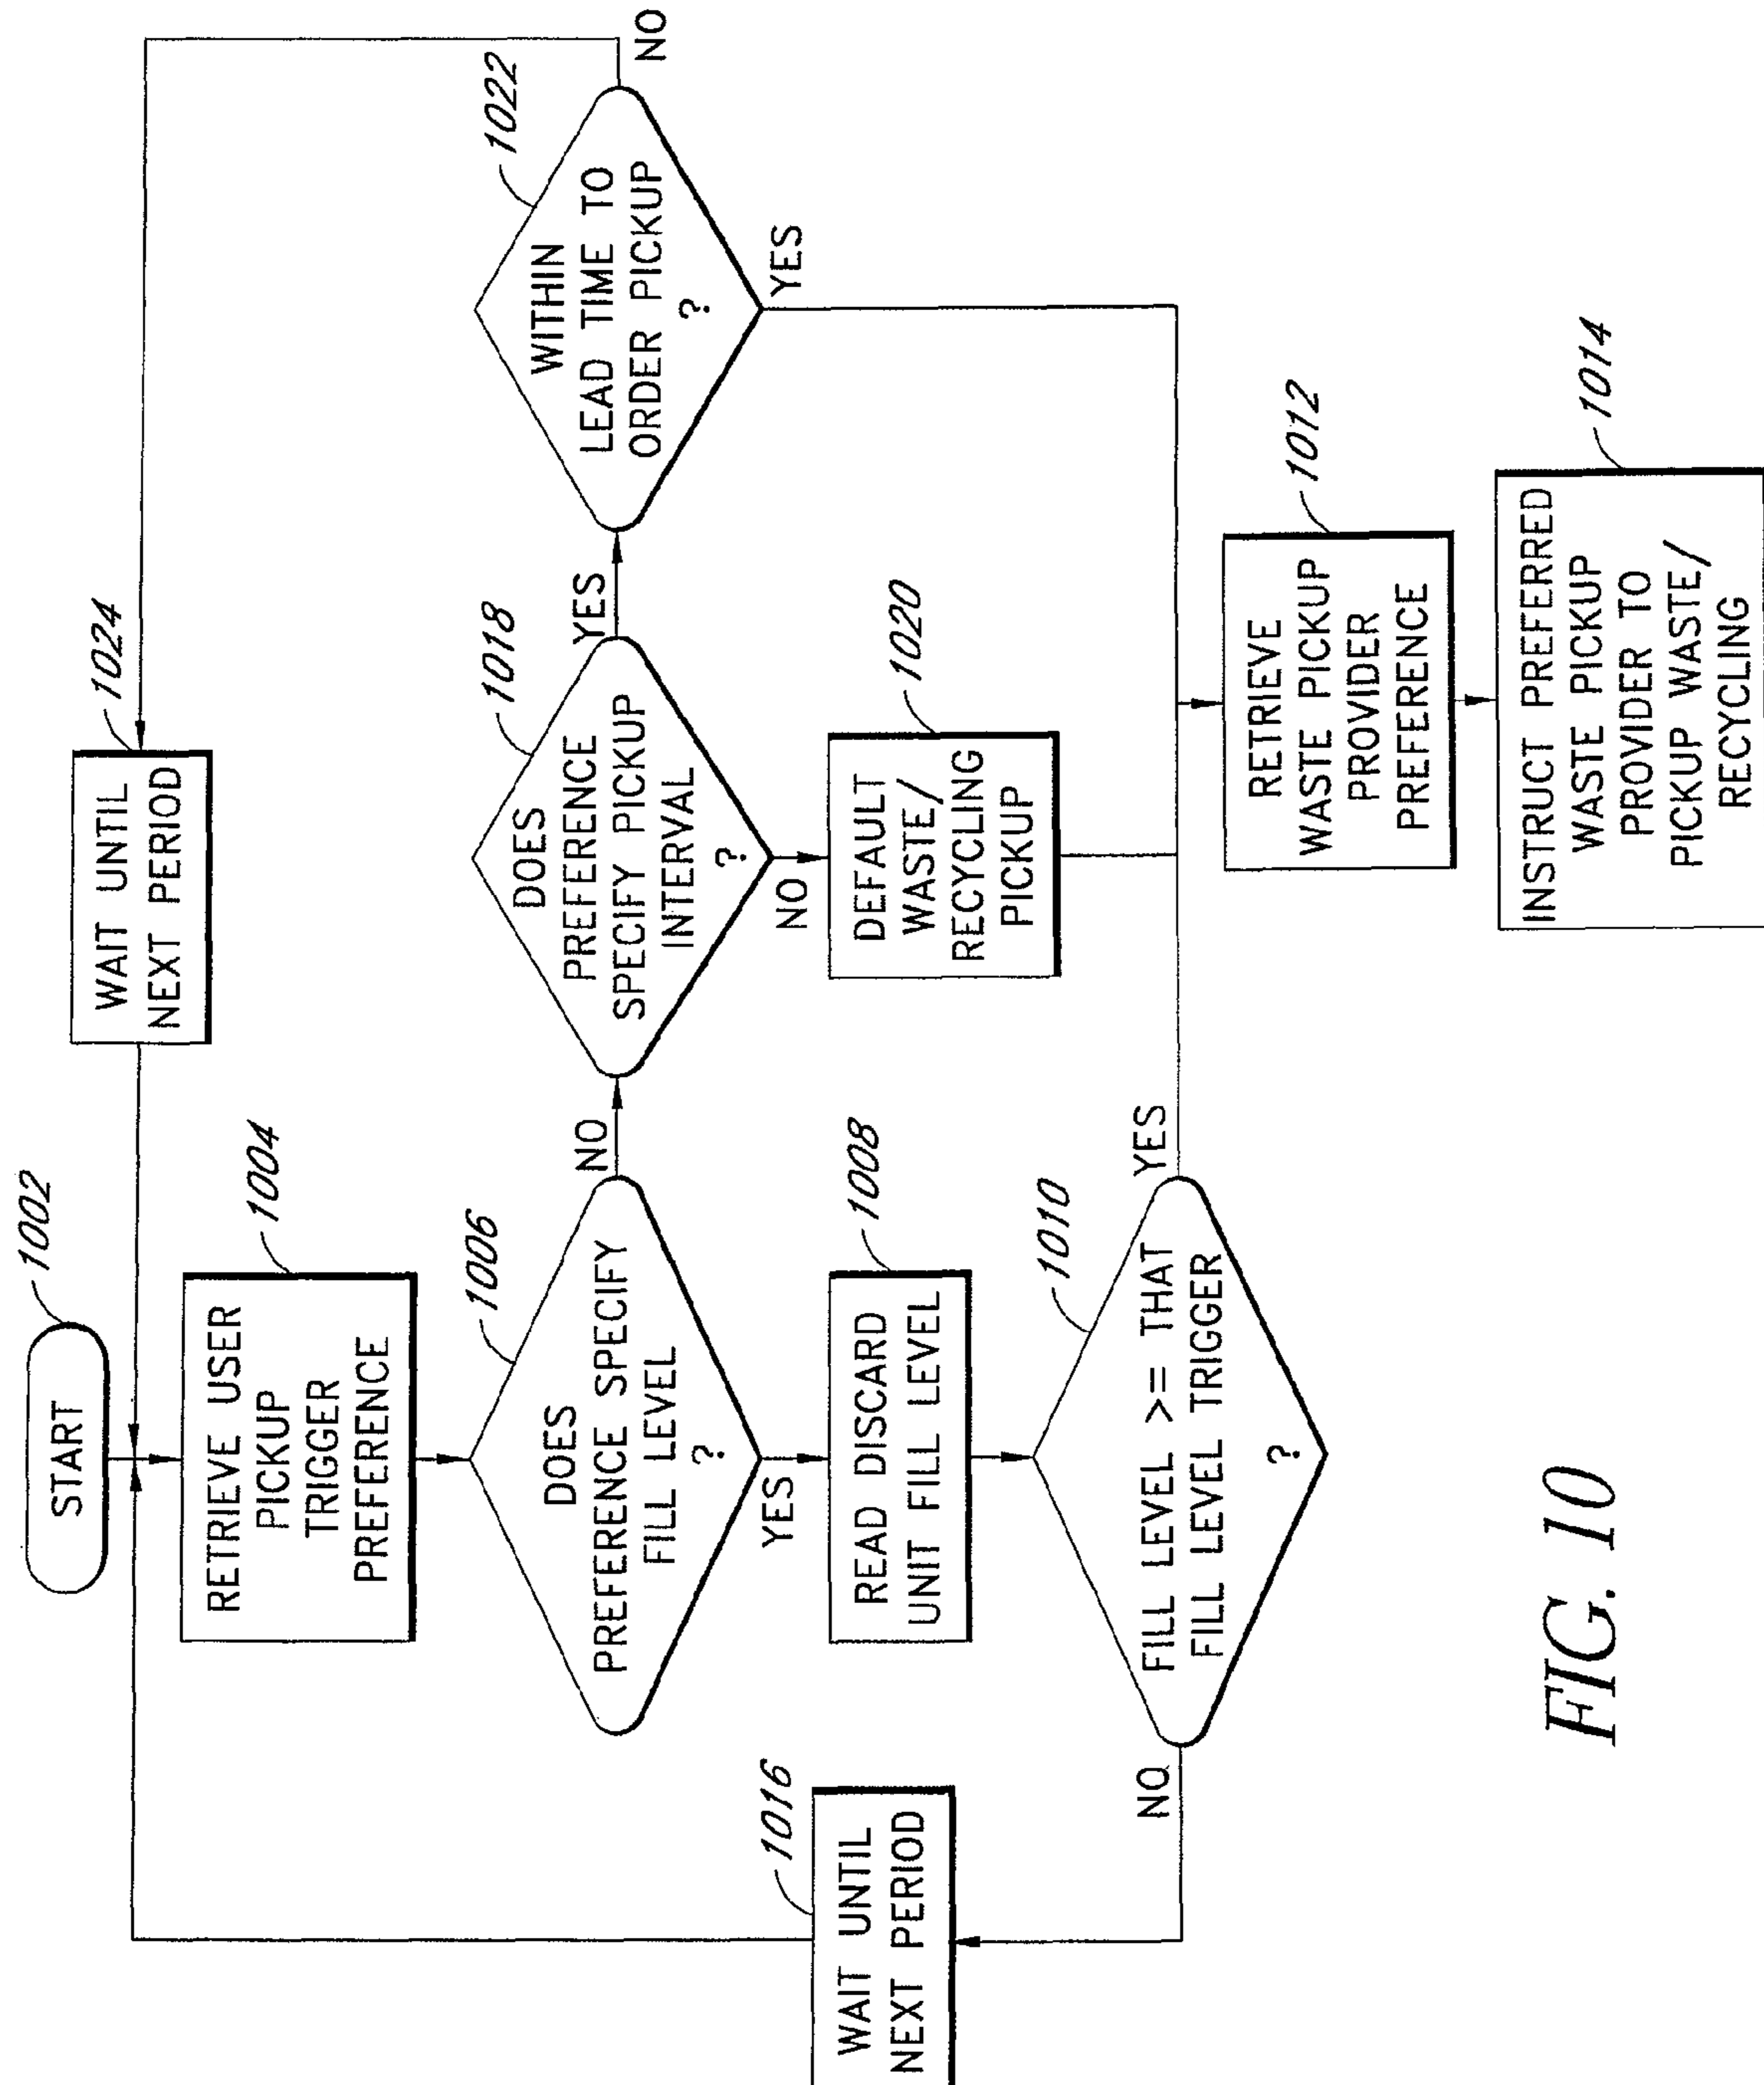 START
1002
WAIT UNTIL
NEXT PERIOD
1024
RETRIEVE USER
PICKUP
TRIGGER
PREFERENCE
1004
DOES
PREFERENCE SPECIFY
FILL LEVEL
?
1006
NO
YES
DOES
PREFERENCE
SPECIFY PICKUP
INTERVAL
?
1018
YES
NO
WITHIN
LEAD TIME TO
ORDER PICKUP
?
1022
NO
YES
WAIT UNTIL
NEXT PERIOD
1016
READ DISCARD
UNIT FILL LEVEL
1008
DEFAULT
WASTE/
RECYCLING
PICKUP
1020
FILL LEVEL >= THAT
FILL LEVEL TRIGGER
?
1010
NO
YES
RETRIEVE
WASTE PICKUP
PROVIDER
PREFERENCE
1012
INSTRUCT PREFERRED
WASTE PICKUP
PROVIDER TO
PICKUP WASTE/
RECYCLING
1014
FIG. 10